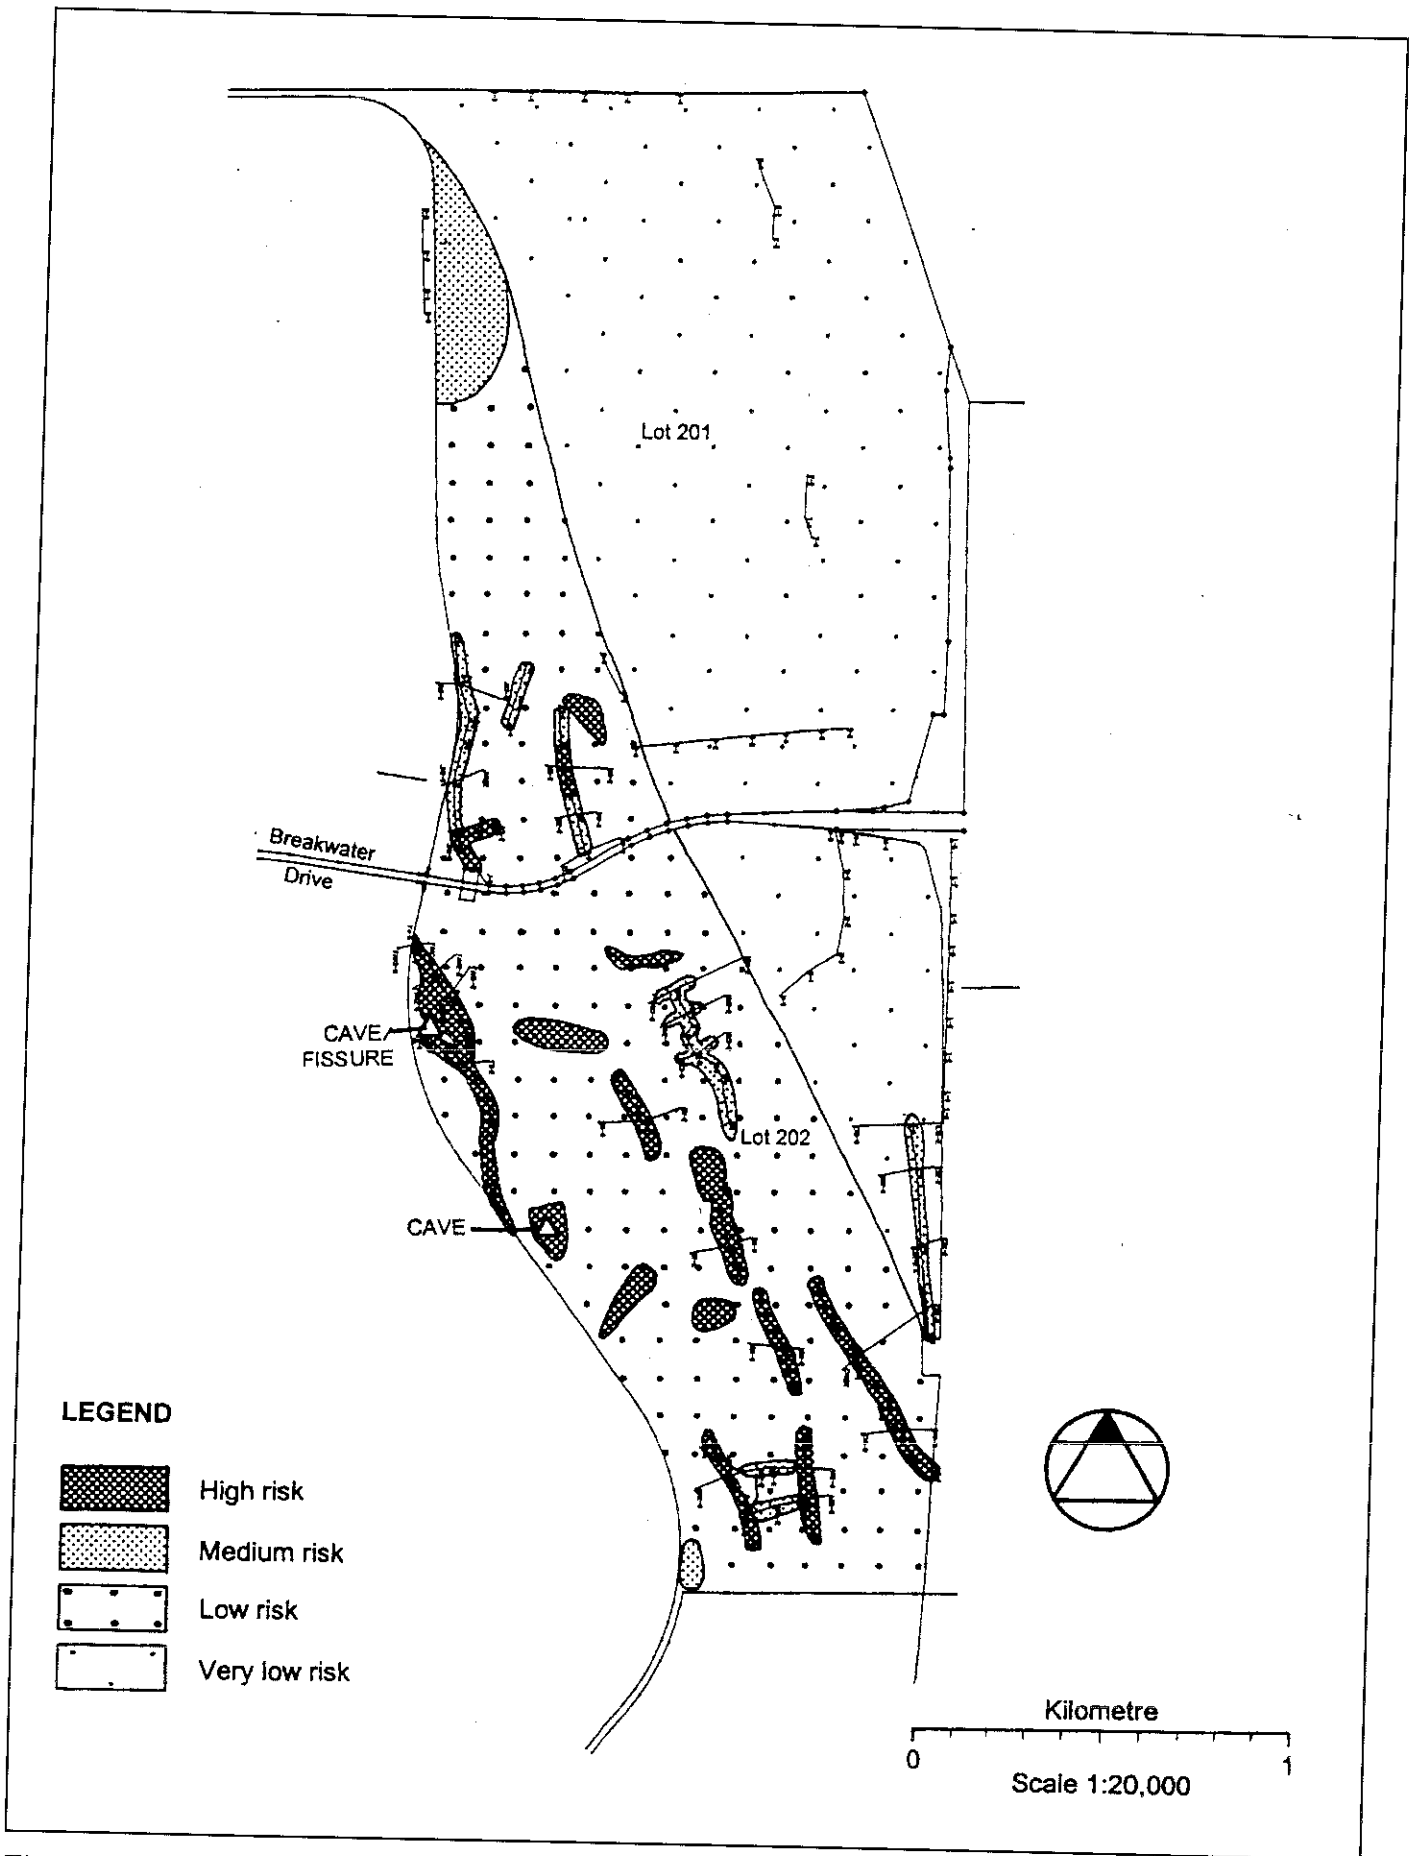 Lot 201
Breakwater
Drive
CAVE/
FISSURE
Lot 202
CAVE
LEGEND
High risk
Medium risk
Low risk
Very low risk
Kilometre
0 1
Scale 1:20,000